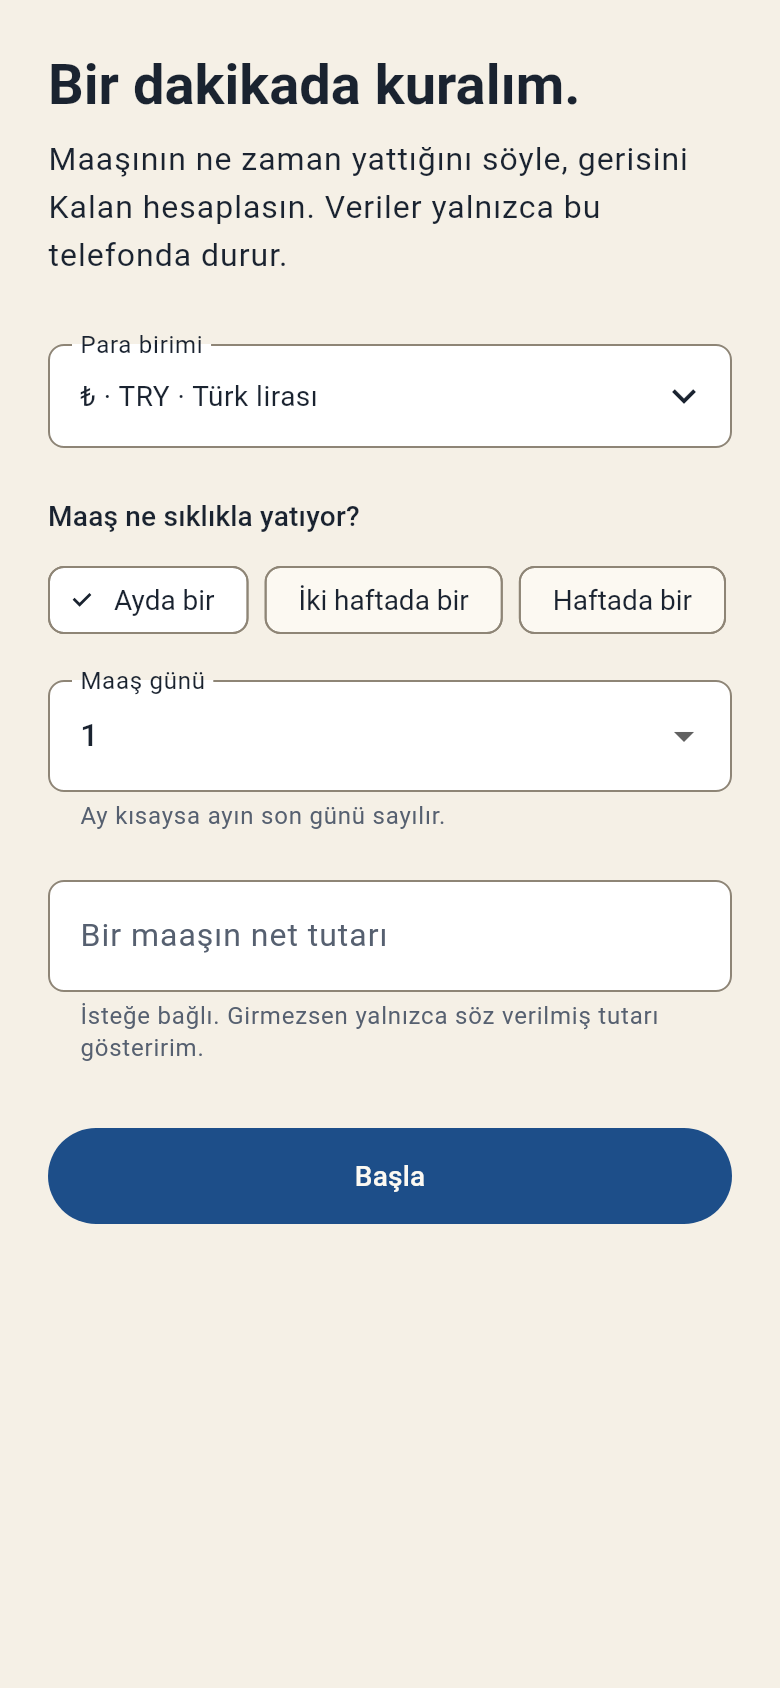 Bir dakikada kuralım.
Maaşının ne zaman yattığını söyle, gerisini
Kalan hesaplasın. Veriler yalnızca bu
telefonda durur.
Para birimi
₺ · TRY · Türk lirası
Maaş ne sıklıkla yatıyor?
Ayda bir
İki haftada bir
Haftada bir
Maaş günü
1
Ay kısaysa ayın son günü sayılır.
Bir maaşın net tutarı
İsteğe bağlı. Girmezsen yalnızca söz verilmiş tutarı
gösteririm.
Başla